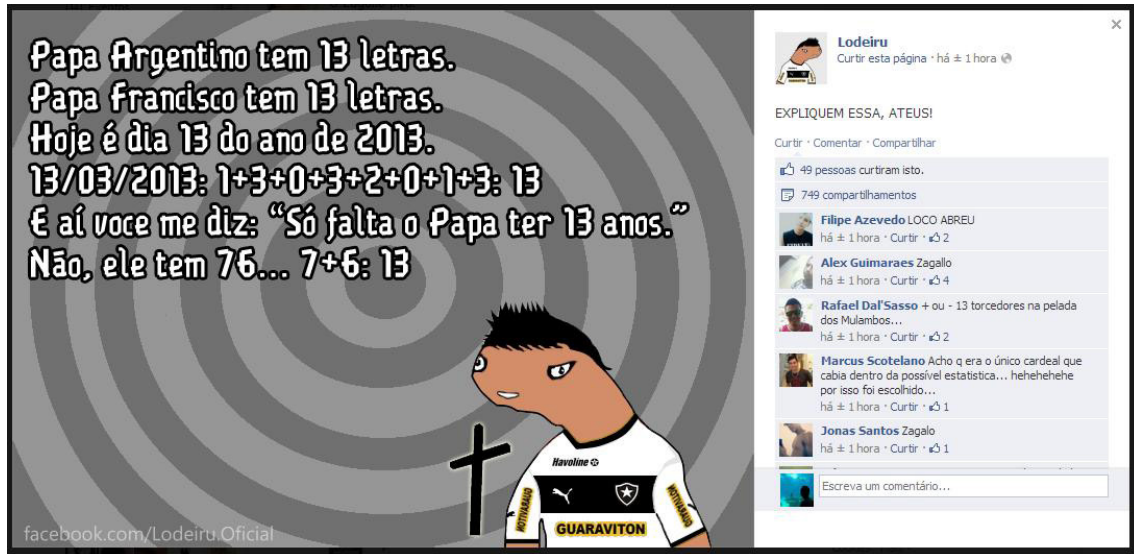 Papa Argentino tem 13 letras.
Papa Francisco tem 13 letras.
Hoje é dia 13 do ano de 2013.
13/03/2013: 1+3+0+3+2+0+1+3: 13
E aí voce me diz: “Só falta o Papa ter 13 anos.”
Não, ele tem 76... 7+6: 13
Havoline
MOTIVARAUO
GUARAVITON
facebook.com/Lodeiru.Oficial
Lodeiru
Curtir esta página · há ± 1 hora
EXPLIQUEM ESSA, ATEUS!
Curtir · Comentar · Compartilhar
49 pessoas curtiram isto.
749 compartilhamentos
Filipe Azevedo LOCO ABREU
há ± 1 hora · Curtir · 2
Alex Guimaraes Zagallo
há ± 1 hora · Curtir · 4
Rafael Dal'Sasso + ou - 13 torcedores na pelada
dos Mulambos...
há ± 1 hora · Curtir · 2
Marcus Scotelano Acho q era o único cardeal que
cabia dentro da possível estatistica... hehehehehe
por isso foi escolhido...
há ± 1 hora · Curtir · 1
Jonas Santos Zagalo
há ± 1 hora · Curtir · 1
Escreva um comentário...